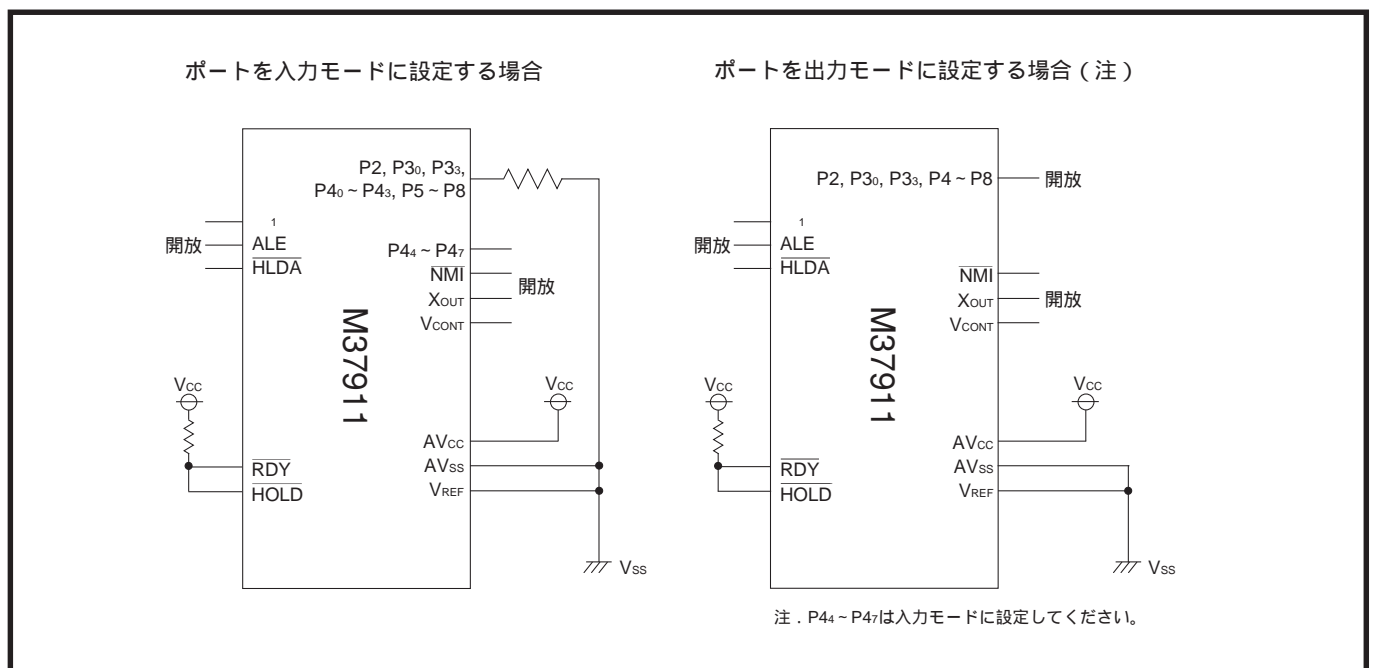 ポートを入力モードに設定する場合
P2, P3₀, P3₃,
P4₀ ~ P4₃, P5 ~ P8
1
開放
ALE
HLDA
P4₄ ~ P4₇
NMI
XOUT
開放
VCONT
M37911
VCC
VCC
AVCC
AVSS
VREF
RDY
HOLD
VSS
ポートを出力モードに設定する場合(注)
P2, P3₀, P3₃, P4 ~ P8
開放
1
開放
ALE
HLDA
NMI
XOUT
開放
VCONT
M37911
VCC
VCC
AVCC
AVSS
VREF
RDY
HOLD
VSS
注．P4₄ ~ P4₇は入力モードに設定してください。